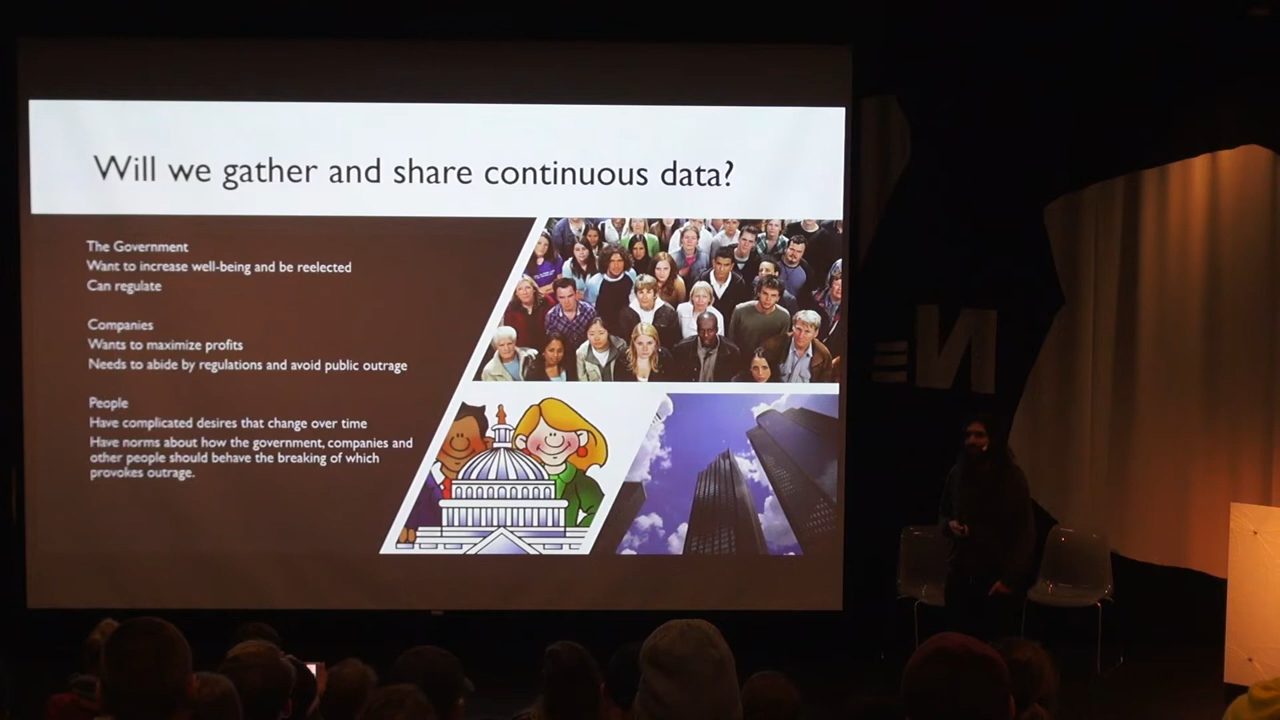 Will we gather and share continuous data?
The Government
Want to increase well-being and be reelected
Can regulate
Companies
Wants to maximize profits
Needs to abide by regulations and avoid public outrage
People
Have complicated desires that change over time
Have norms about how the government, companies and
other people should behave the breaking of which
provokes outrage.